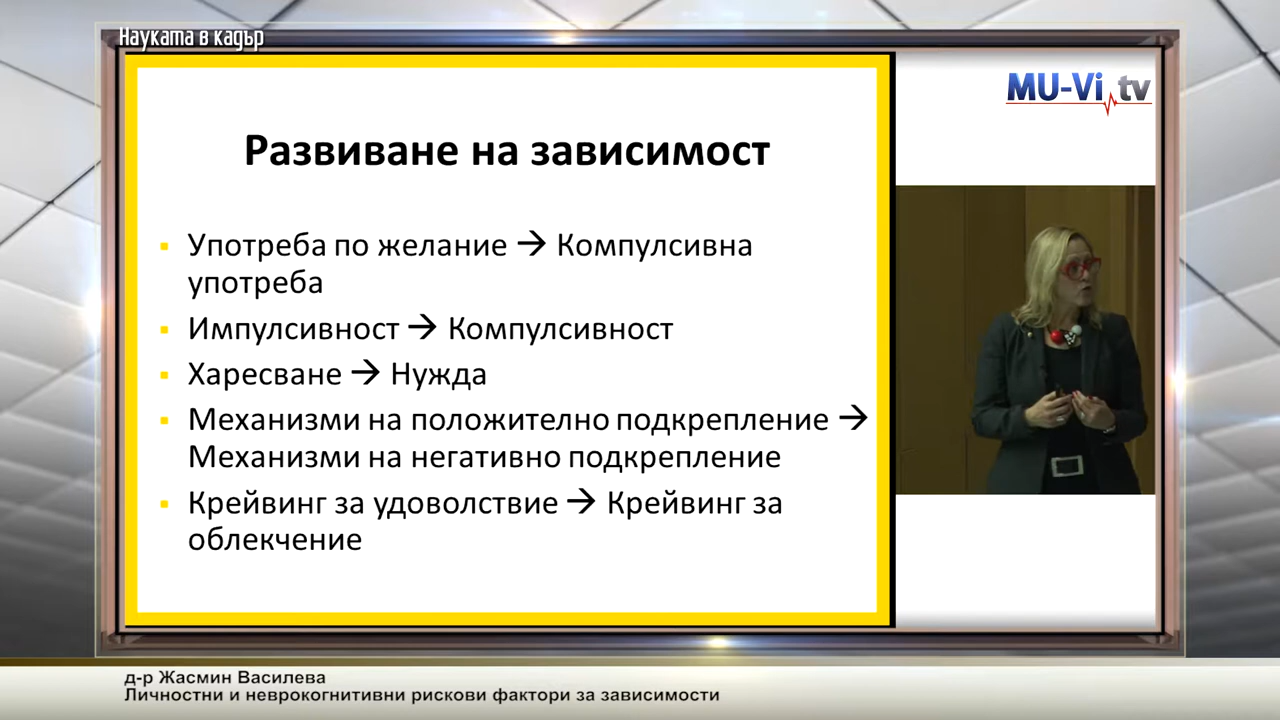 Науката в кадър
MU-Vi.tv
Развиване на зависимост
▪ Употреба по желание → Компулсивна
употреба
▪ Импулсивност → Компулсивност
▪ Харесване → Нужда
▪ Механизми на положително подкрепление →
Механизми на негативно подкрепление
▪ Крейвинг за удоволствие → Крейвинг за
облекчение
д-р Жасмин Василева
Личностни и неврокогнитивни рискови фактори за зависимости